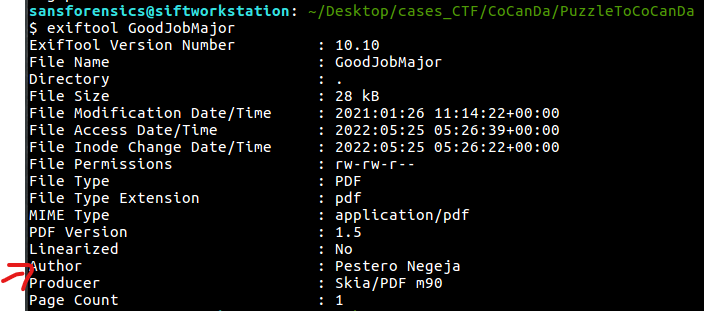 sansforensics@siftworkstation: ~/Desktop/cases_CTF/CoCanDa/PuzzleToCoCanDa
$ exiftool GoodJobMajor
ExifTool Version Number : 10.10
File Name : GoodJobMajor
Directory : .
File Size : 28 kB
File Modification Date/Time : 2021:01:26 11:14:22+00:00
File Access Date/Time : 2022:05:25 05:26:39+00:00
File Inode Change Date/Time : 2022:05:25 05:26:22+00:00
File Permissions : rw-rw-r--
File Type : PDF
File Type Extension : pdf
MIME Type : application/pdf
PDF Version : 1.5
Linearized : No
Author : Pestero Negeja
Producer : Skia/PDF m90
Page Count : 1